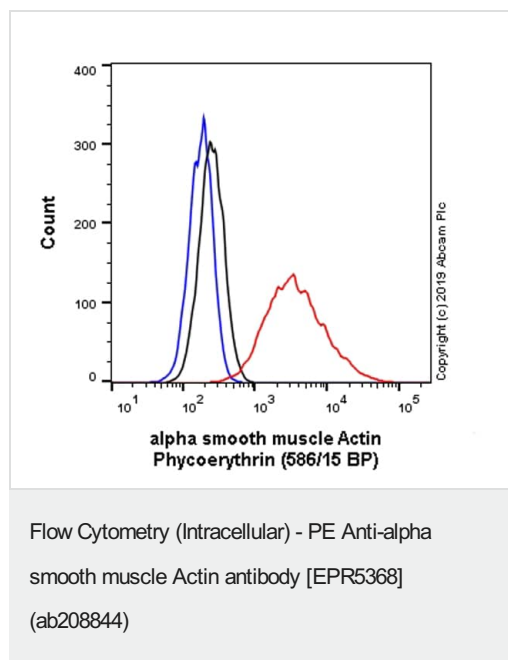 400
300
200
100
0
Count
10¹ 10² 10³ 10⁴ 10⁵
alpha smooth muscle Actin
Phycoerythrin (586/15 BP)
Copyright (c) 2019 Abcam Plc
Flow Cytometry (Intracellular) - PE Anti-alpha
smooth muscle Actin antibody [EPR5368]
(ab208844)